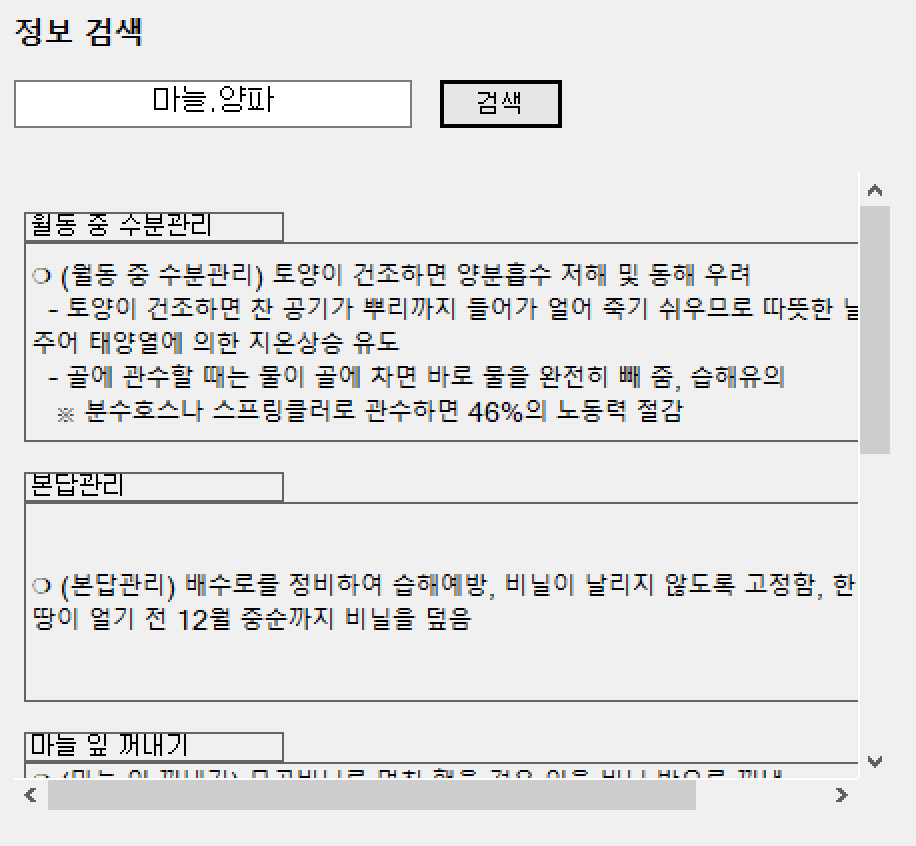 정보 검색
마늘.양파
검색
월동 중 수분관리
❍ (월동 중 수분관리) 토양이 건조하면 양분흡수 저해 및 동해 우려
- 토양이 건조하면 찬 공기가 뿌리까지 들어가 얼어 죽기 쉬우므로 따뜻한
주어 태양열에 의한 지온상승 유도
- 골에 관수할 때는 물이 골에 차면 바로 물을 완전히 빼 줌, 습해유의
※ 분수호스나 스프링클러로 관수하면 46%의 노동력 절감
본답관리
❍ (본답관리) 배수로를 정비하여 습해예방, 비닐이 날리지 않도록 고정함, 한
땅이 얼기 전 12월 중순까지 비닐을 덮음
마늘 잎 꺼내기